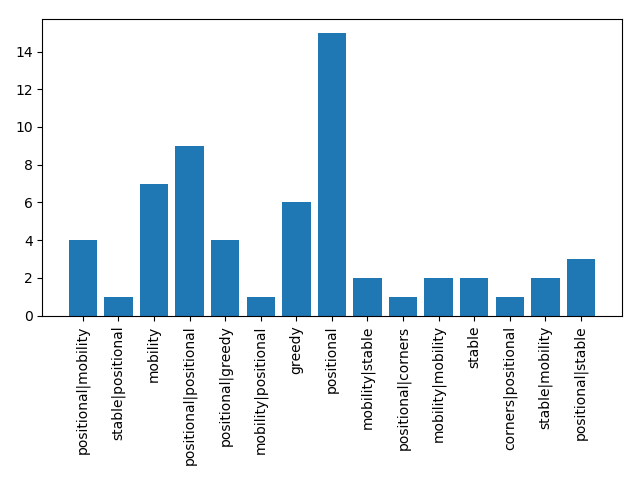 14
12
10
8
6
4
2
0
positional|mobility
stable|positional
mobility
positional|positional
positional|greedy
mobility|positional
greedy
positional
mobility|stable
positional|corners
mobility|mobility
stable
corners|positional
stable|mobility
positional|stable